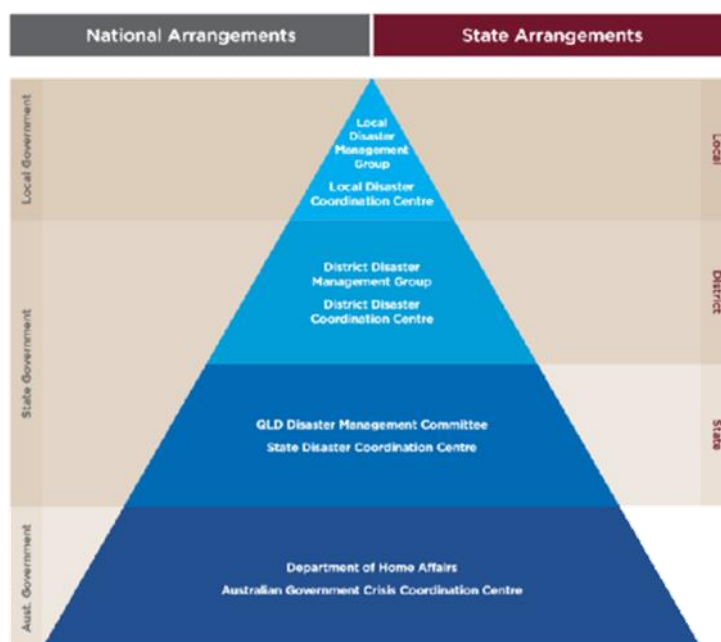 National Arrangements
State Arrangements
Local Government
Local
Disaster
Management
Group
Local Disaster
Coordination Centre
Local
State Government
District Disaster
Management Group
District Disaster
Coordination Centre
District
QLD Disaster Management Committee
State Disaster Coordination Centre
State
Aust. Government
Department of Home Affairs
Australian Government Crisis Coordination Centre